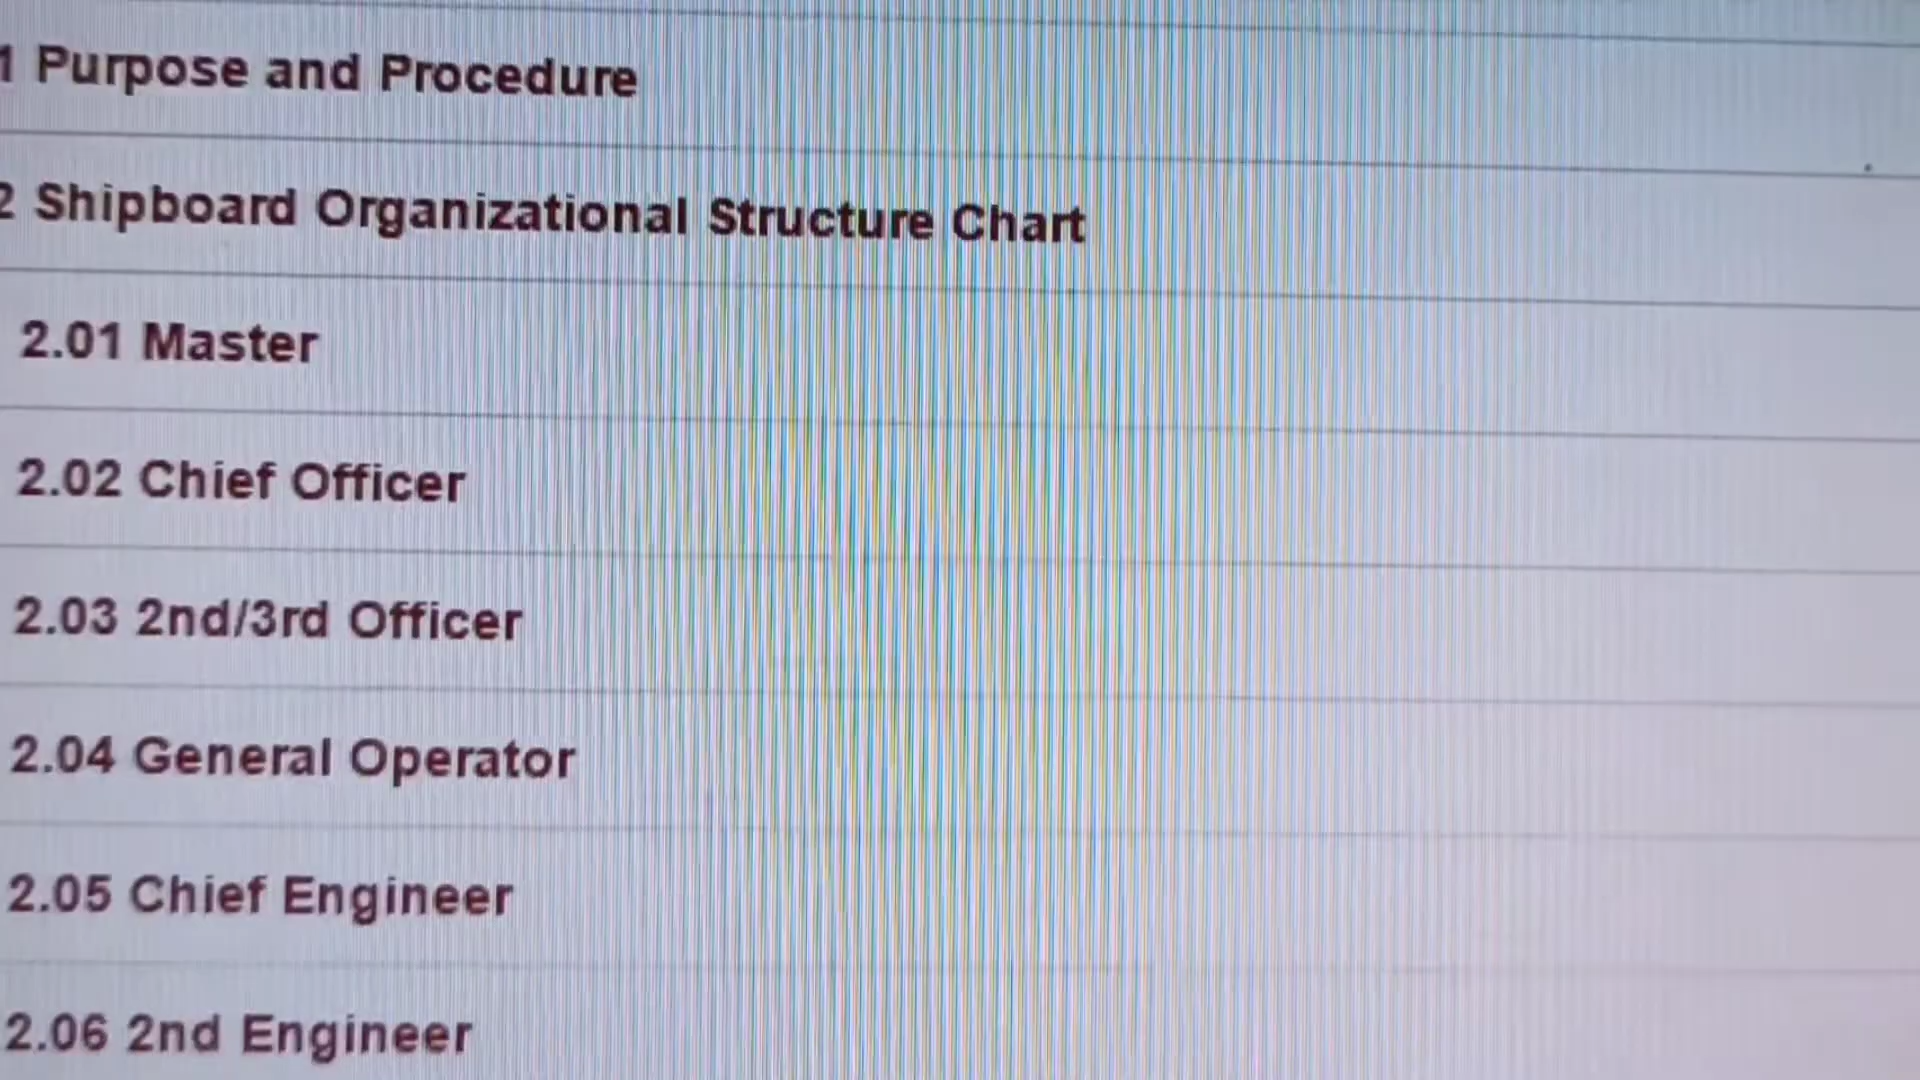 1 Purpose and Procedure
2 Shipboard Organizational Structure Chart
2.01 Master
2.02 Chief Officer
2.03 2nd/3rd Officer
2.04 General Operator
2.05 Chief Engineer
2.06 2nd Engineer